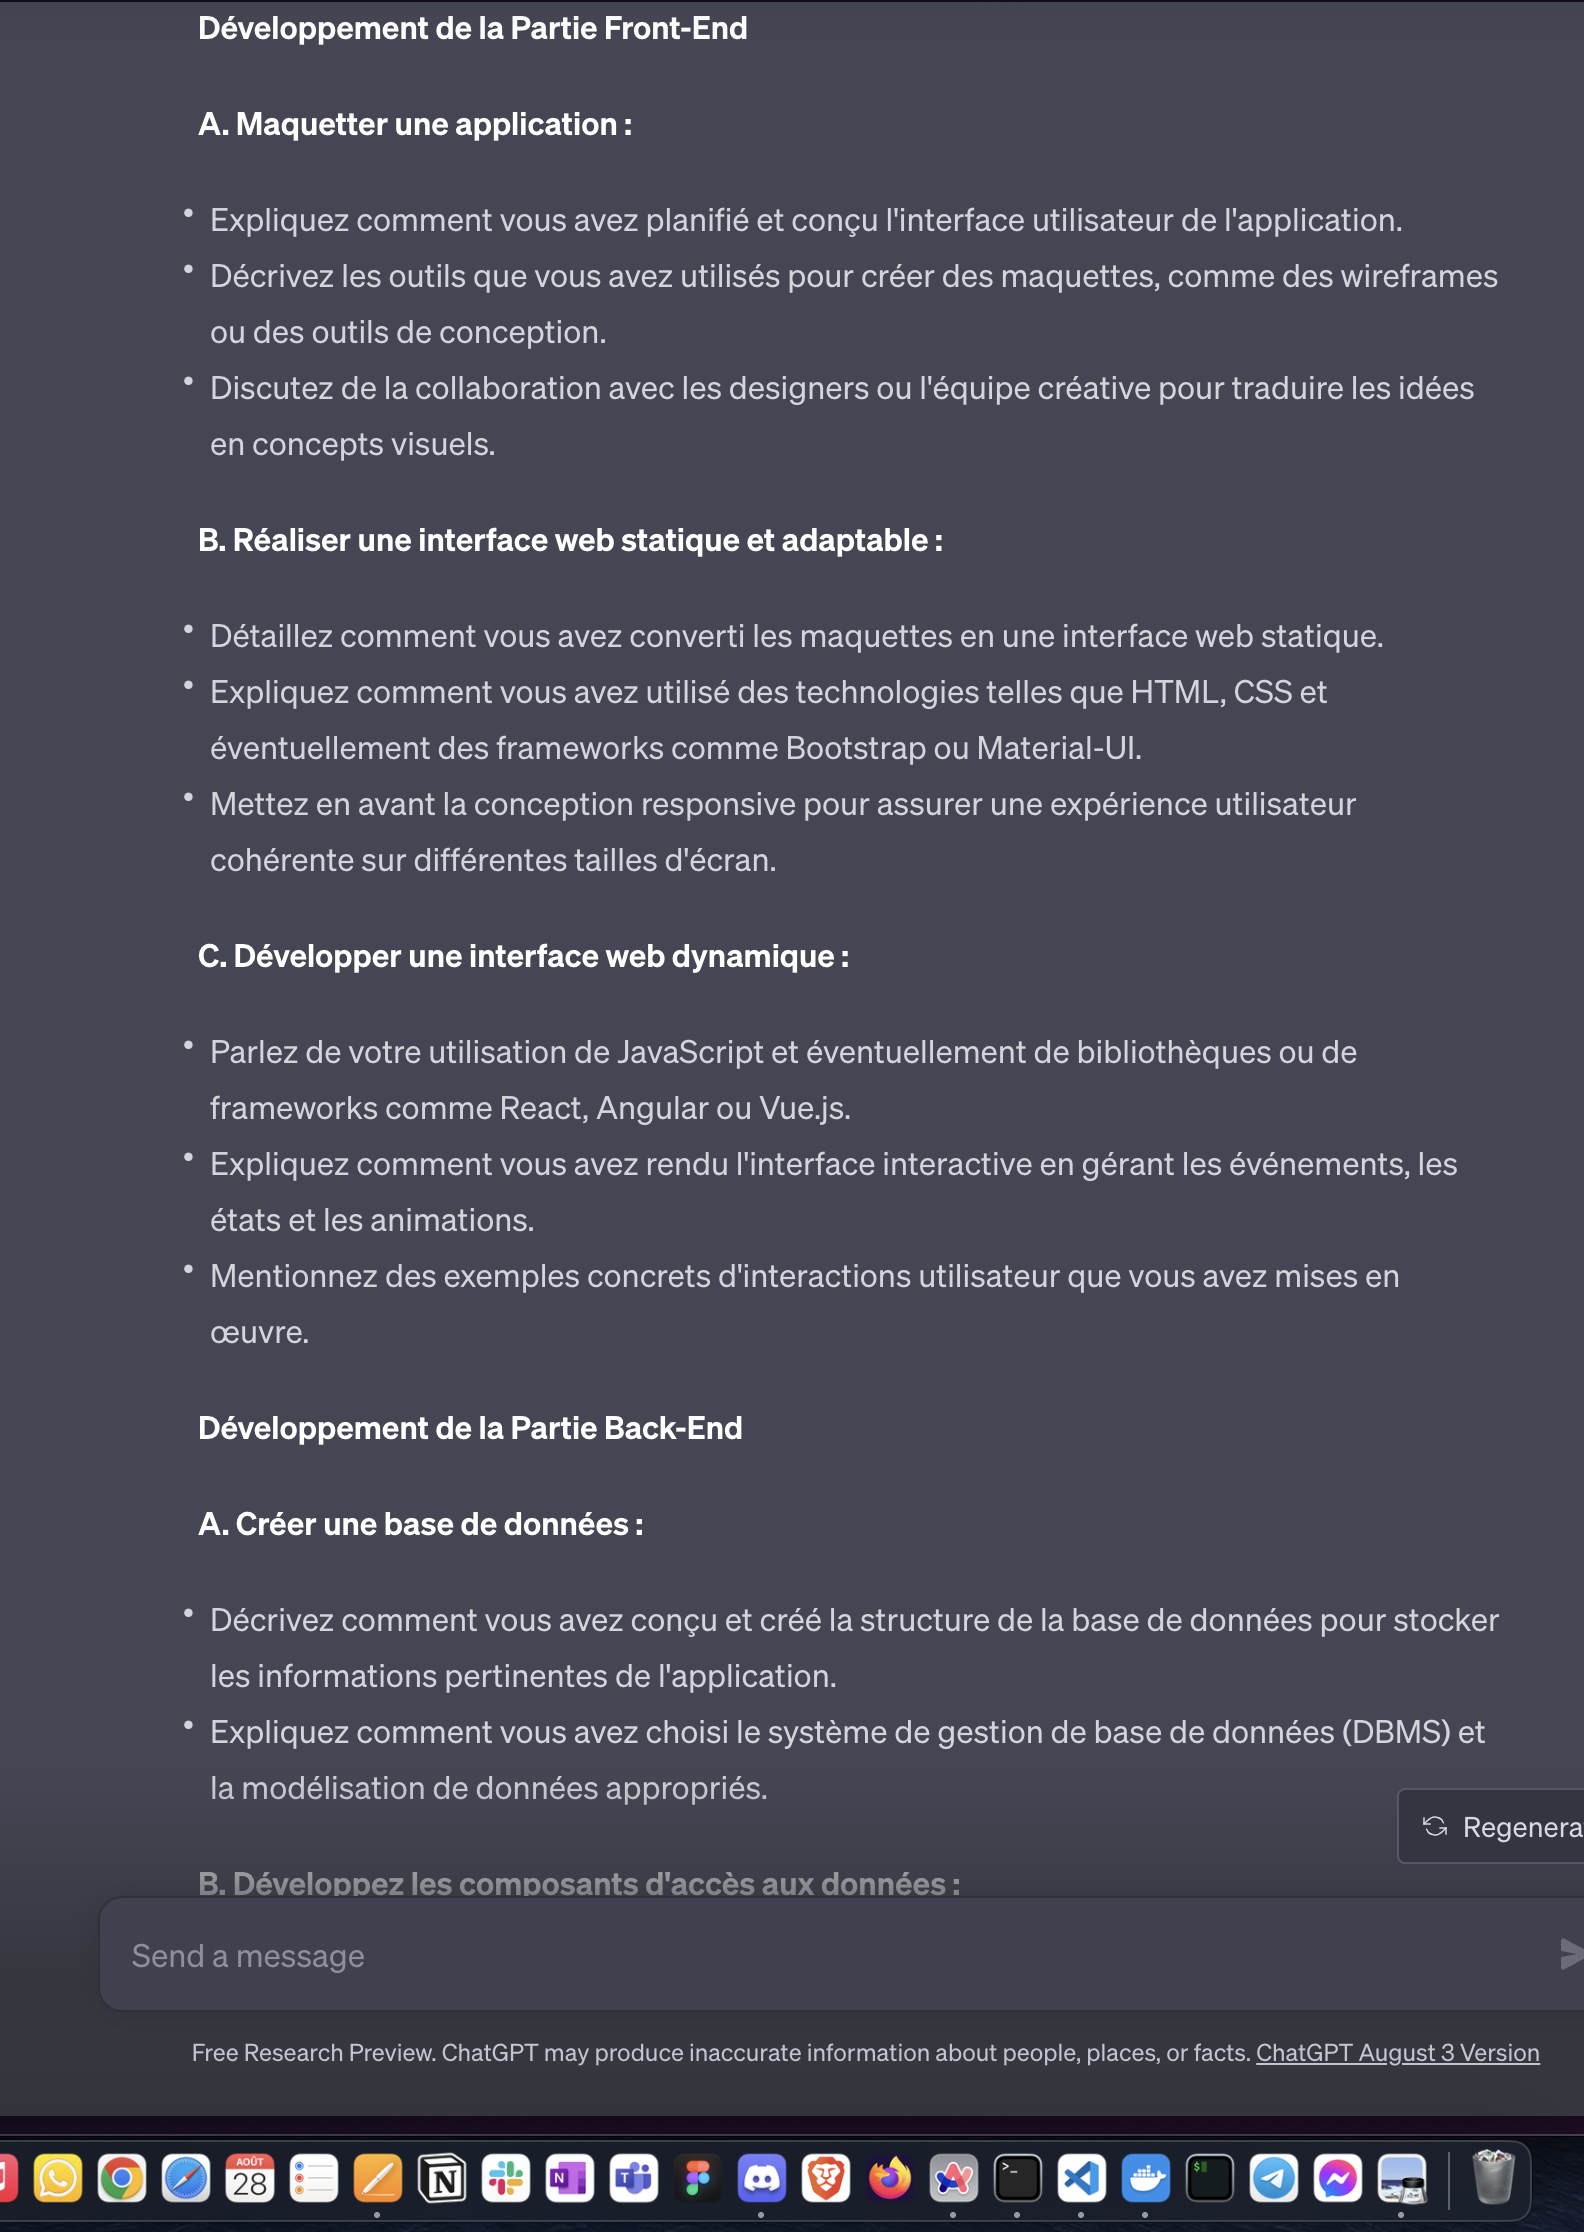 Développement de la Partie Front-End
A. Maquetter une application :
• Expliquez comment vous avez planifié et conçu l'interface utilisateur de l'application.
• Décrivez les outils que vous avez utilisés pour créer des maquettes, comme des wireframes
ou des outils de conception.
• Discutez de la collaboration avec les designers ou l'équipe créative pour traduire les idées
en concepts visuels.
B. Réaliser une interface web statique et adaptable :
• Détaillez comment vous avez converti les maquettes en une interface web statique.
• Expliquez comment vous avez utilisé des technologies telles que HTML, CSS et
éventuellement des frameworks comme Bootstrap ou Material-UI.
• Mettez en avant la conception responsive pour assurer une expérience utilisateur
cohérente sur différentes tailles d'écran.
C. Développer une interface web dynamique :
• Parlez de votre utilisation de JavaScript et éventuellement de bibliothèques ou de
frameworks comme React, Angular ou Vue.js.
• Expliquez comment vous avez rendu l'interface interactive en gérant les événements, les
états et les animations.
• Mentionnez des exemples concrets d'interactions utilisateur que vous avez mises en
œuvre.
Développement de la Partie Back-End
A. Créer une base de données :
• Décrivez comment vous avez conçu et créé la structure de la base de données pour stocker
les informations pertinentes de l'application.
• Expliquez comment vous avez choisi le système de gestion de base de données (DBMS) et
la modélisation de données appropriés.
Regenera
B. Développez les composants d'accès aux données :
Send a message
Free Research Preview. ChatGPT may produce inaccurate information about people, places, or facts. ChatGPT August 3 Version
AOÛT
28